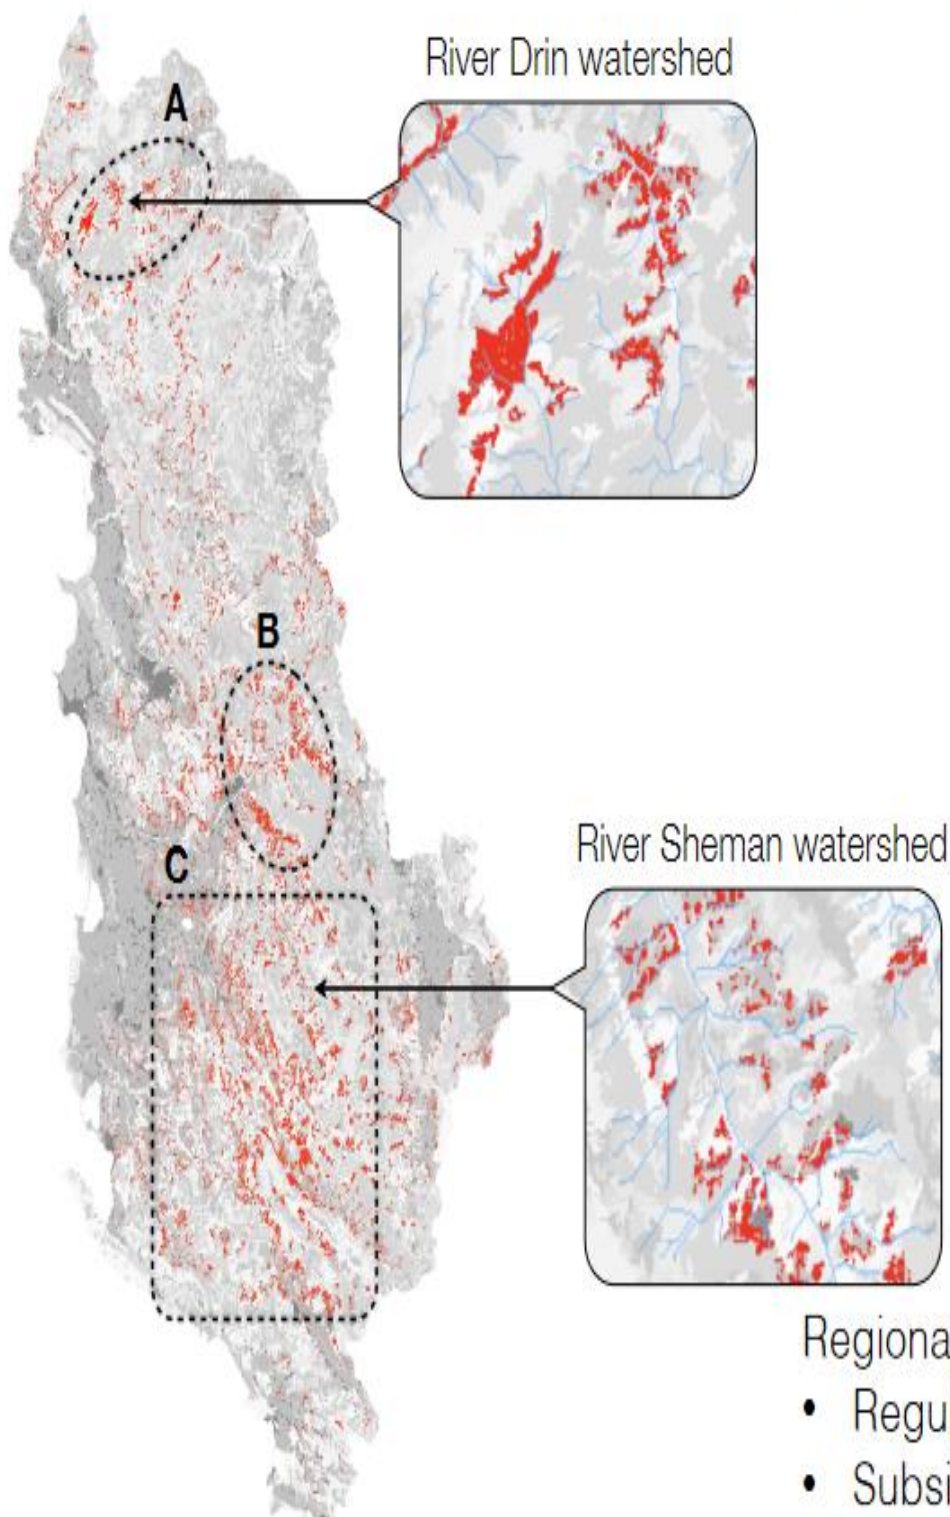 River Drin watershed
A
B
River Sheman watershed
C
Regiona
• Regu
• Subsi